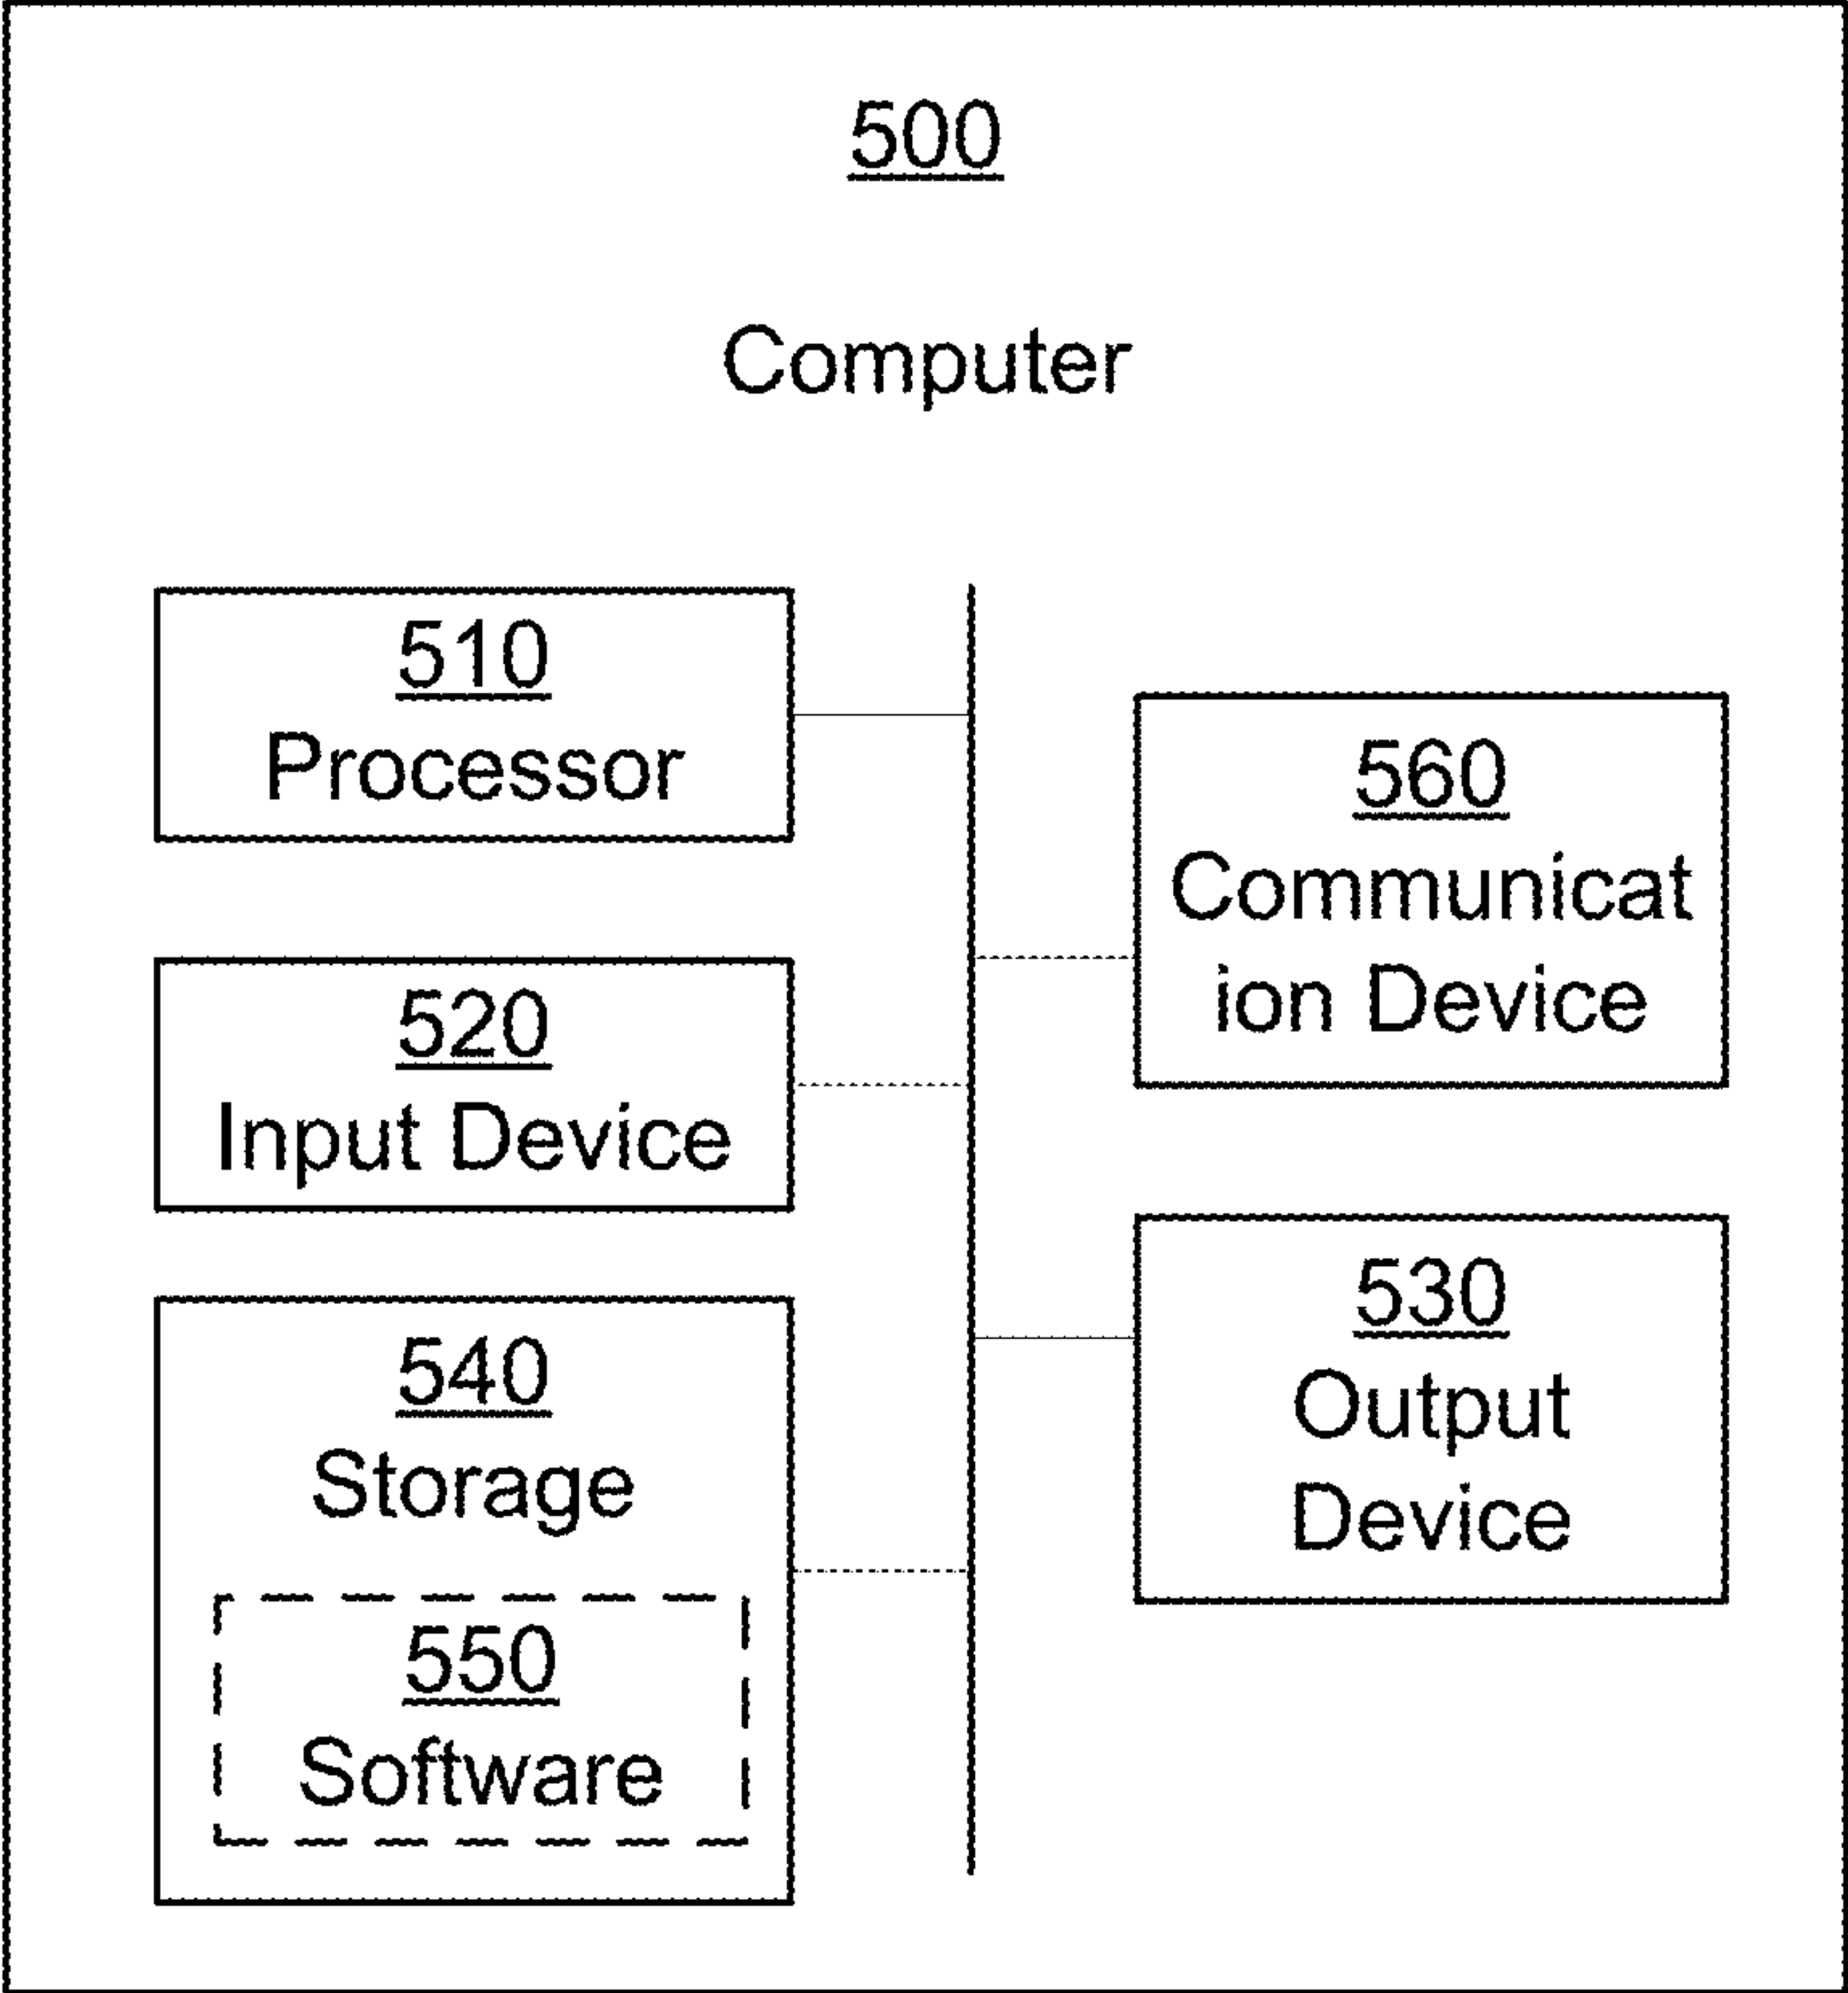 500
Computer
510
Processor
520
Input Device
540
Storage
550
Software
560
Communicat
ion Device
530
Output
Device